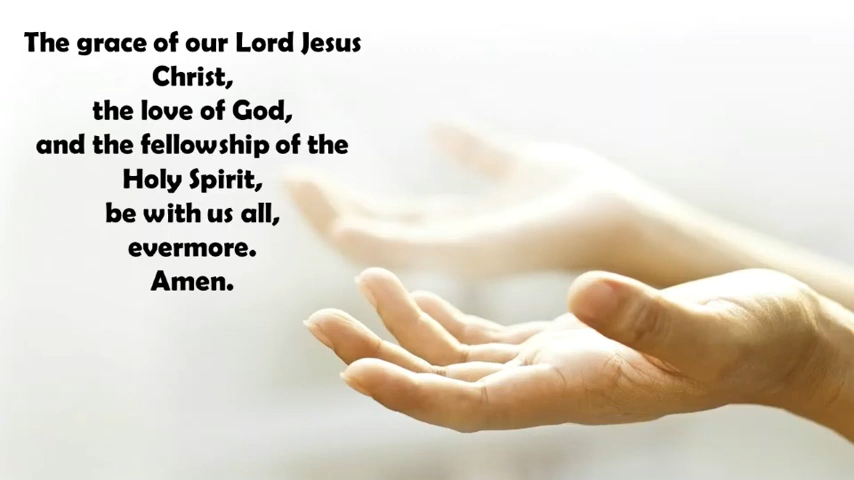 The grace of our Lord Jesus
Christ,
the love of God,
and the fellowship of the
Holy Spirit,
be with us all,
evermore.
Amen.